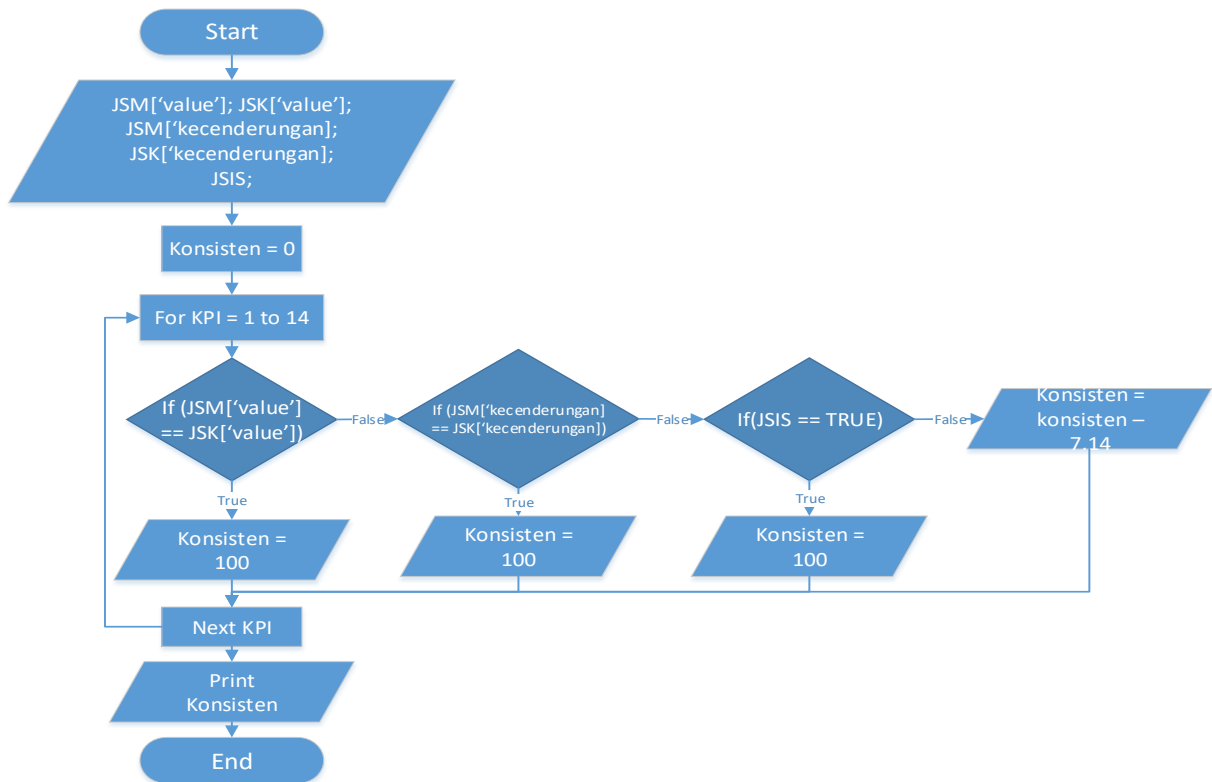 Start
JSM[‘value’]; JSK[‘value’];
JSM[‘kecenderungan];
JSK[‘kecenderungan];
JSIS;
Konsisten = 0
For KPI = 1 to 14
If (JSM[‘value’]
== JSK[‘value’])
False
If (JSM[‘kecenderungan]
== JSK[‘kecenderungan])
False
If(JSIS == TRUE)
False
Konsisten =
konsisten –
7.14
True
True
True
Konsisten =
100
Konsisten =
100
Konsisten =
100
Next KPI
Print
Konsisten
End